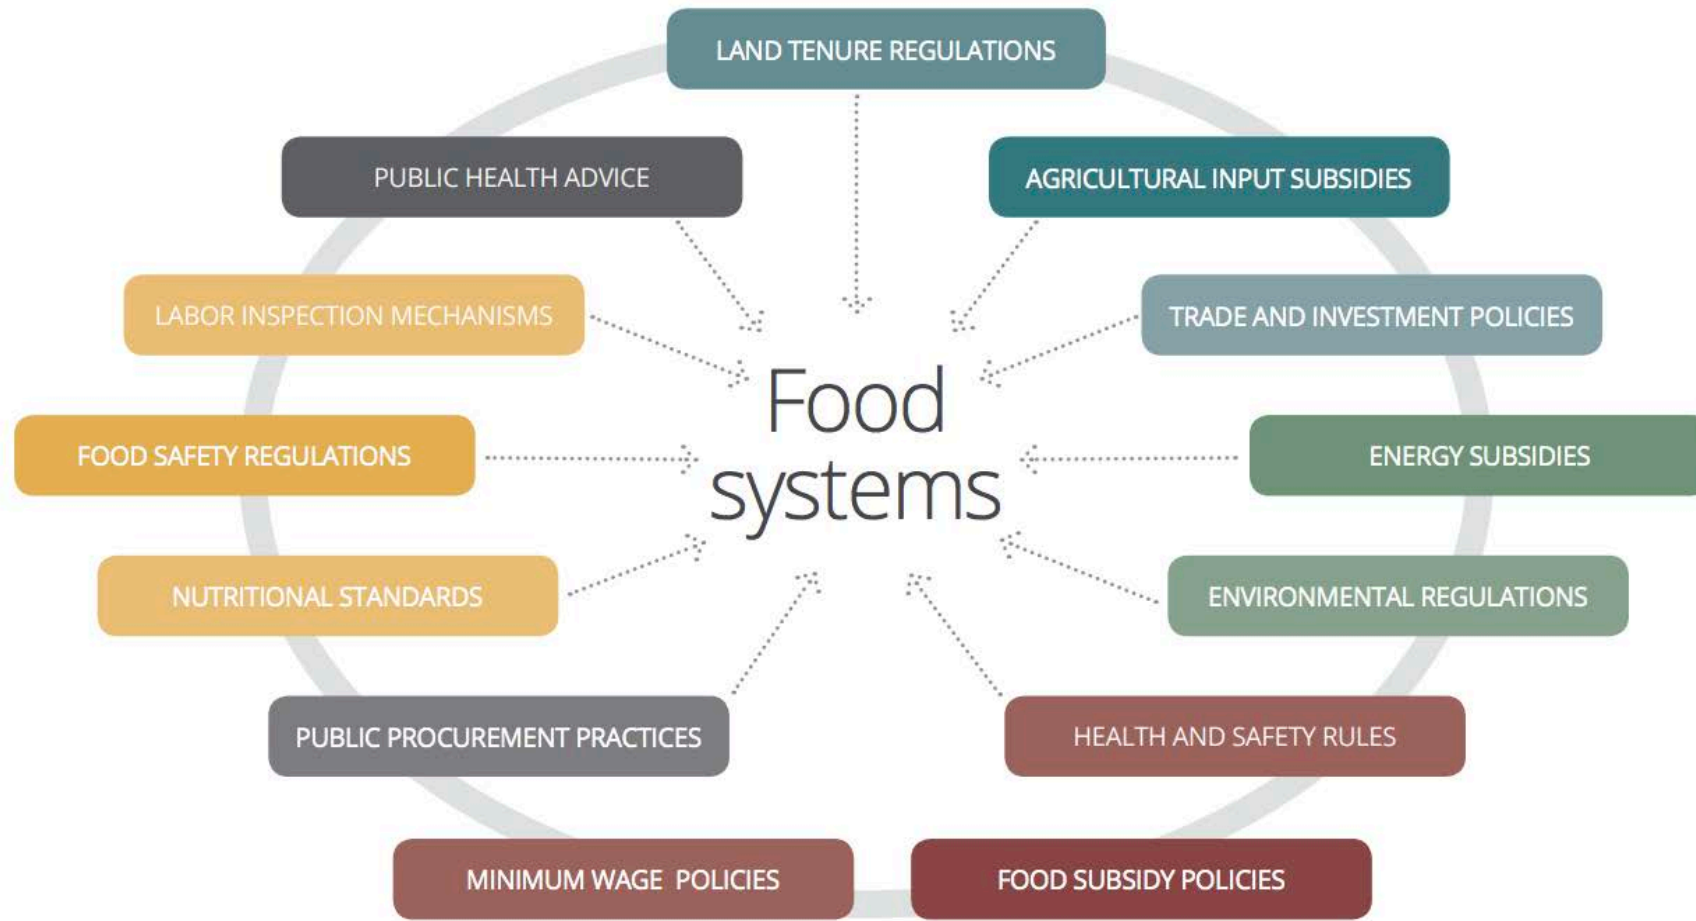 LAND TENURE REGULATIONS
PUBLIC HEALTH ADVICE
AGRICULTURAL INPUT SUBSIDIES
LABOR INSPECTION MECHANISMS
TRADE AND INVESTMENT POLICIES
Food
systems
FOOD SAFETY REGULATIONS
ENERGY SUBSIDIES
NUTRITIONAL STANDARDS
ENVIRONMENTAL REGULATIONS
PUBLIC PROCUREMENT PRACTICES
HEALTH AND SAFETY RULES
MINIMUM WAGE POLICIES
FOOD SUBSIDY POLICIES